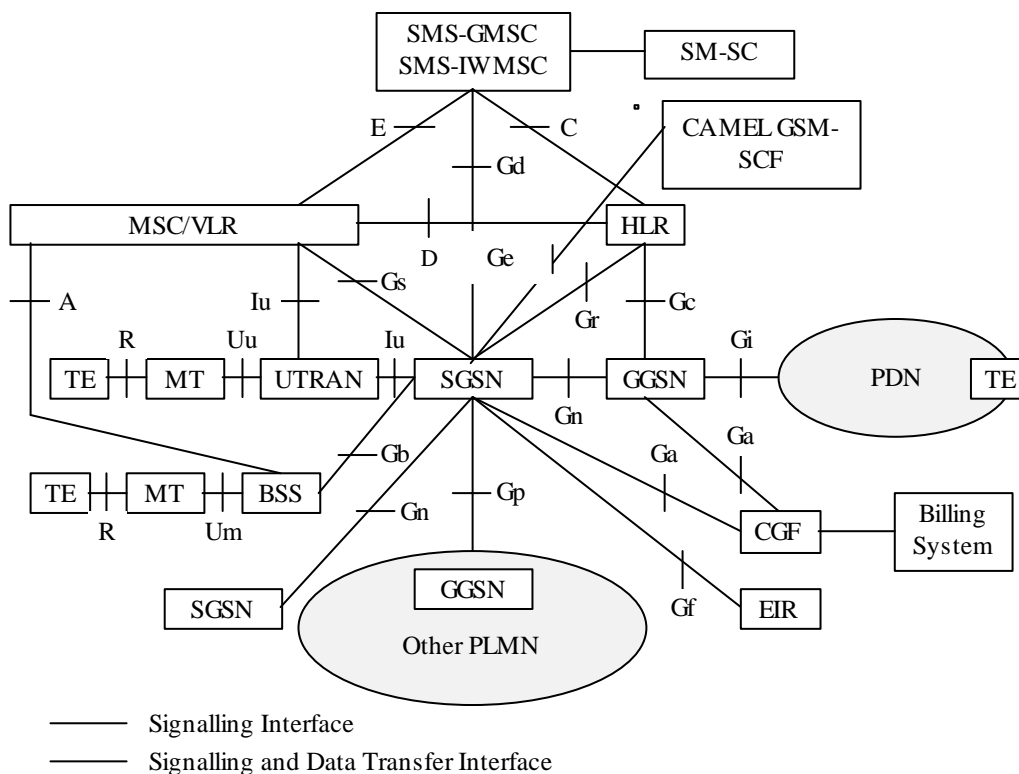 SMS-GMSC
SMS-IWMSC
SM-SC
E
C
CAMEL GSM-
SCF
Gd
MSC/VLR
HLR
D
Ge
A
Iu
Gs
Gr
Gc
R
Uu
Iu
Gi
TE
MT
UTRAN
SGSN
GGSN
PDN
TE
Gn
Gb
Ga
Ga
TE
MT
BSS
Gp
R
Um
Gn
CGF
Billing
System
SGSN
GGSN
Gf
EIR
Other PLMN
Signalling Interface
Signalling and Data Transfer Interface